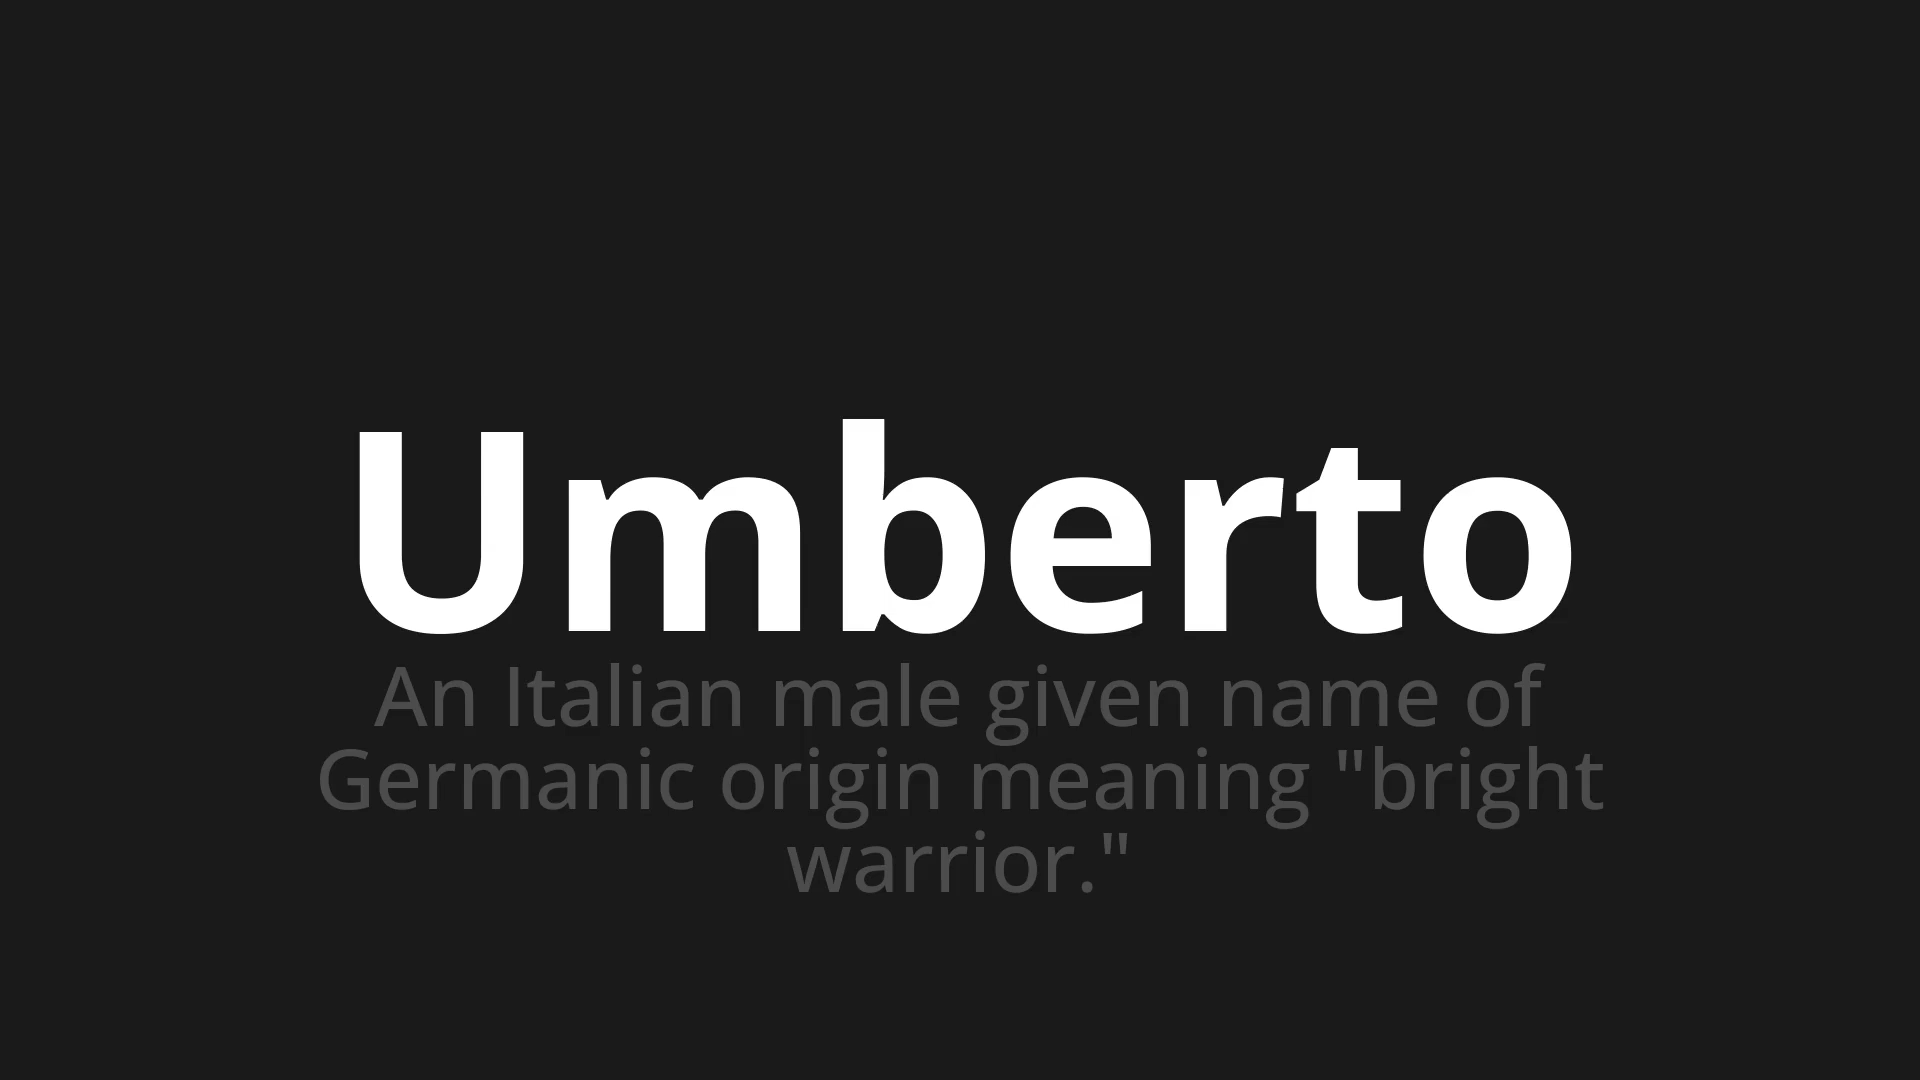 Umberto
An Italian male given name of
Germanic origin meaning "bright
warrior."